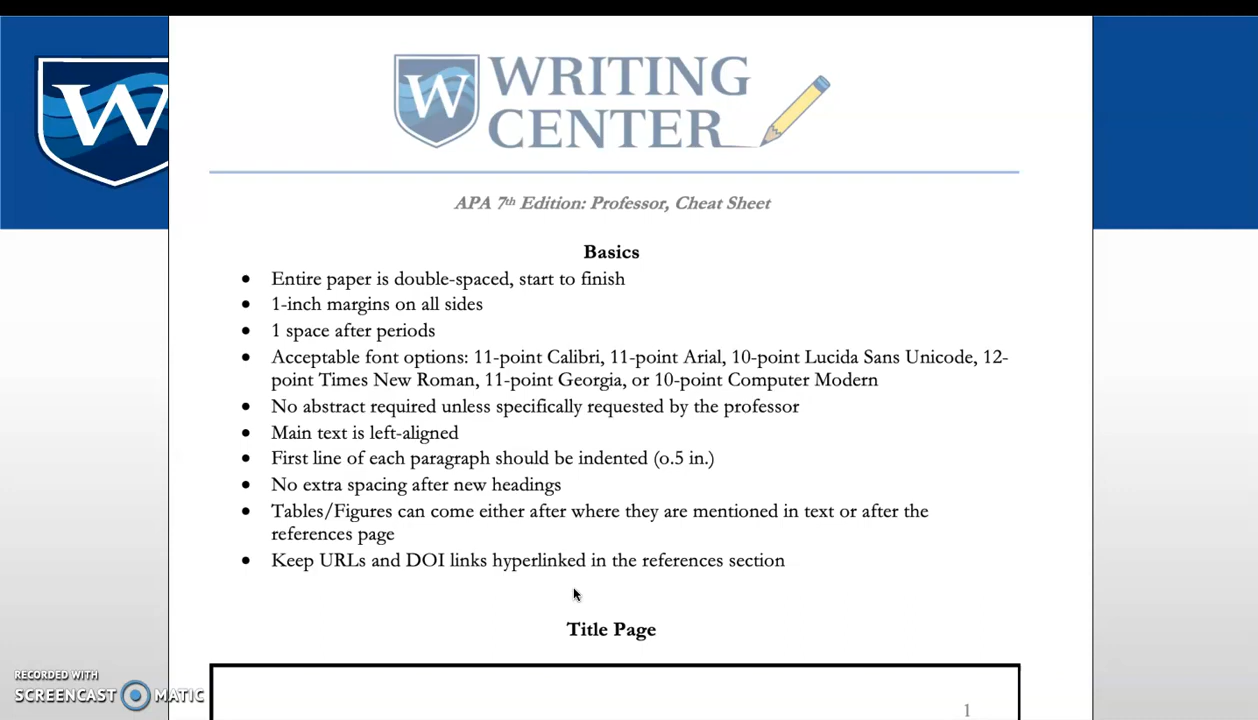 W
W
WRITING
CENTER
APA 7th Edition: Professor, Cheat Sheet
Basics
• Entire paper is double-spaced, start to finish
• 1-inch margins on all sides
• 1 space after periods
• Acceptable font options: 11-point Calibri, 11-point Arial, 10-point Lucida Sans Unicode, 12-
point Times New Roman, 11-point Georgia, or 10-point Computer Modern
• No abstract required unless specifically requested by the professor
• Main text is left-aligned
• First line of each paragraph should be indented (0.5 in.)
• No extra spacing after new headings
• Tables/Figures can come either after where they are mentioned in text or after the
references page
• Keep URLs and DOI links hyperlinked in the references section
Title Page
1
RECORDED WITH
SCREENCAST MATIC